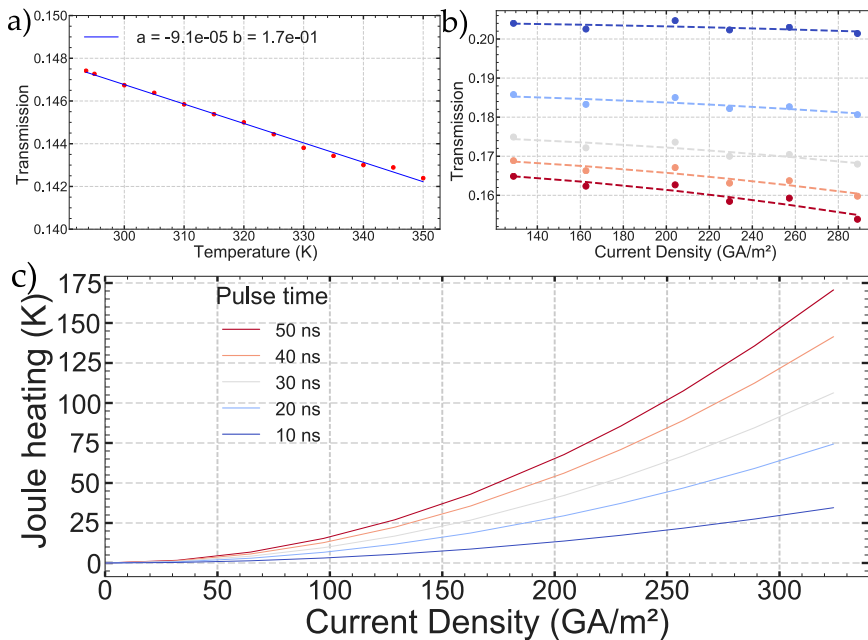 a)
0.150
0.148
0.146
0.144
0.142
0.140
Transmission
a = -9.1e-05 b = 1.7e-01
300 310 320 330 340 350
Temperature (K)
b)
0.20
0.19
0.18
0.17
0.16
Transmission
140 160 180 200 220 240 260 280
Current Density (GA/m²)
c)
175
150
125
100
75
50
25
0
Joule heating (K)
Pulse time
50 ns
40 ns
30 ns
20 ns
10 ns
0 50 100 150 200 250 300
Current Density (GA/m²)